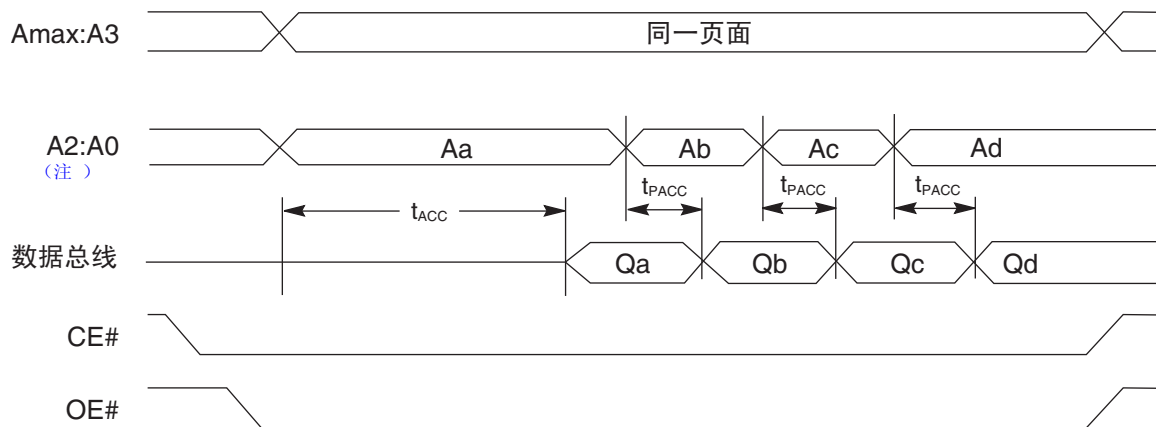 Amax:A3
同一页面
A2:A0
（注 ）
Aa
Ab
Ac
Ad
tACC
tPACC
tPACC
tPACC
数据总线
Qa
Qb
Qc
Qd
CE#
OE#